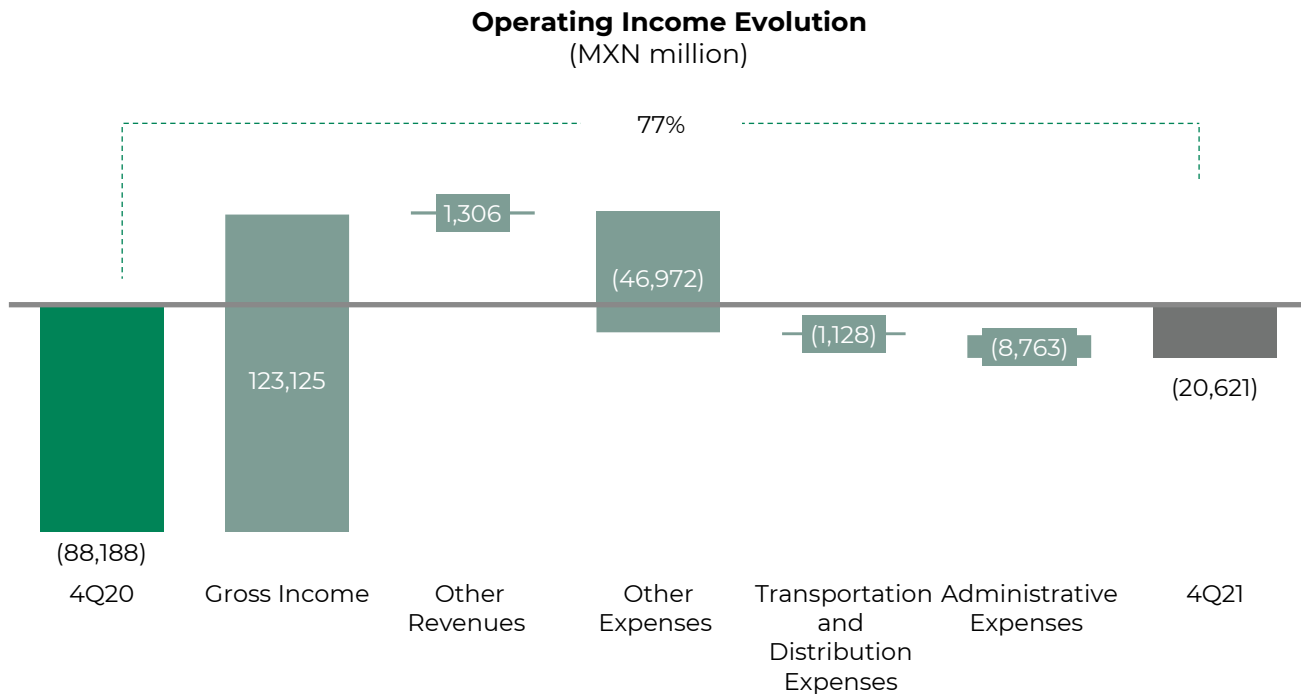 Operating Income Evolution
(MXN million)
77%
1,306
(46,972)
123,125
(1,128)
(8,763)
(20,621)
(88,188)
4Q20
Gross Income
Other
Revenues
Other
Expenses
Transportation
and
Distribution
Expenses
Administrative
Expenses
4Q21